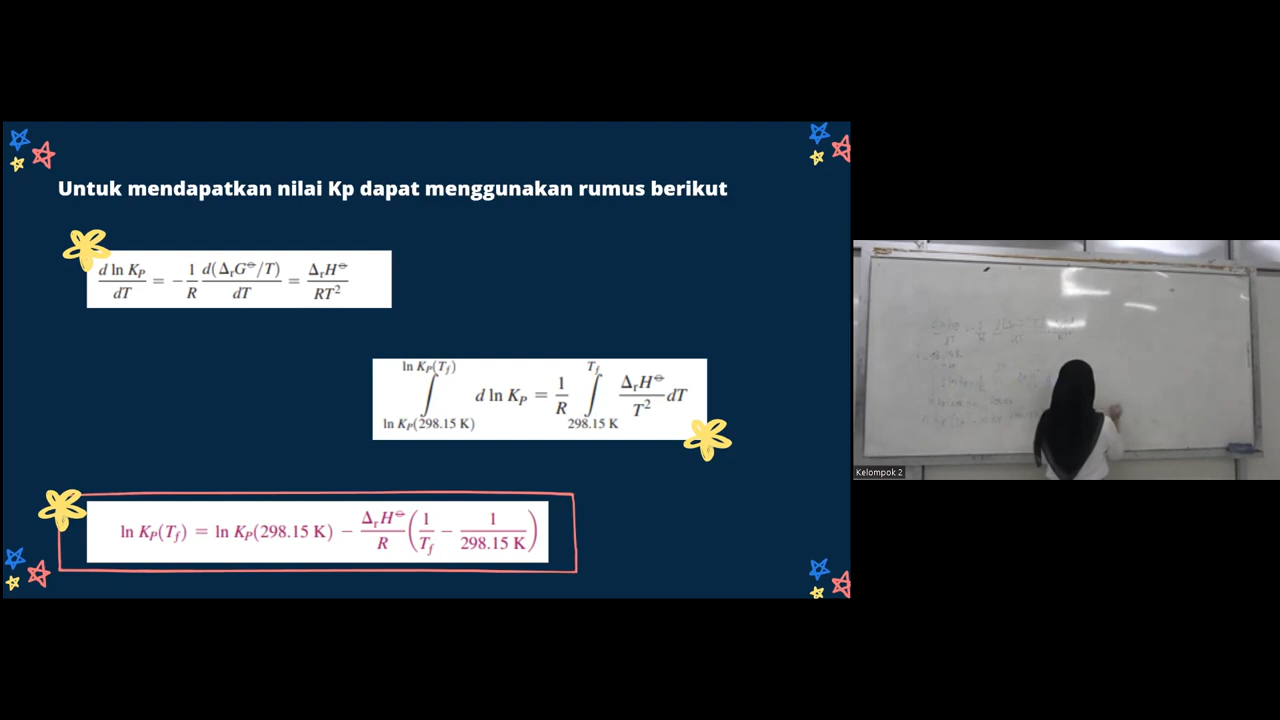 Untuk mendapatkan nilai Kp dapat menggunakan rumus berikut
d ln K_P / dT = − 1/R d(Δ_rG⦵/T) / dT = Δ_rH⦵ / RT²
∫_{ln K_P(298.15 K)}^{ln K_P(T_f)} d ln K_P = 1/R ∫_{298.15 K}^{T_f} Δ_rH⦵ / T² dT
ln K_P(T_f) = ln K_P(298.15 K) − Δ_rH⦵ / R (1/T_f − 1/298.15 K)
Kelompok 2